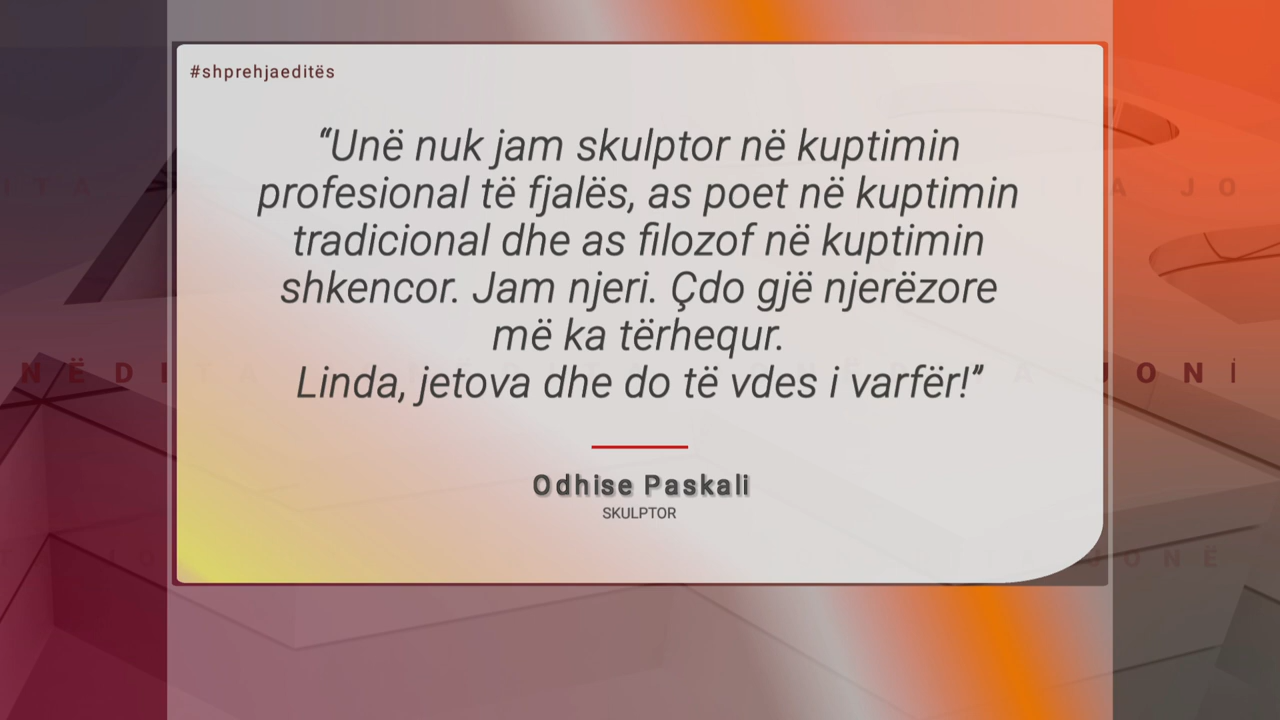 #shprehjaeditës
“Unë nuk jam skulptor në kuptimin
profesional të fjalës, as poet në kuptimin
tradicional dhe as filozof në kuptimin
shkencor. Jam njeri. Çdo gjë njerëzore
më ka tërhequr.
Linda, jetova dhe do të vdes i varfër!”
Odhise Paskali
SKULPTOR